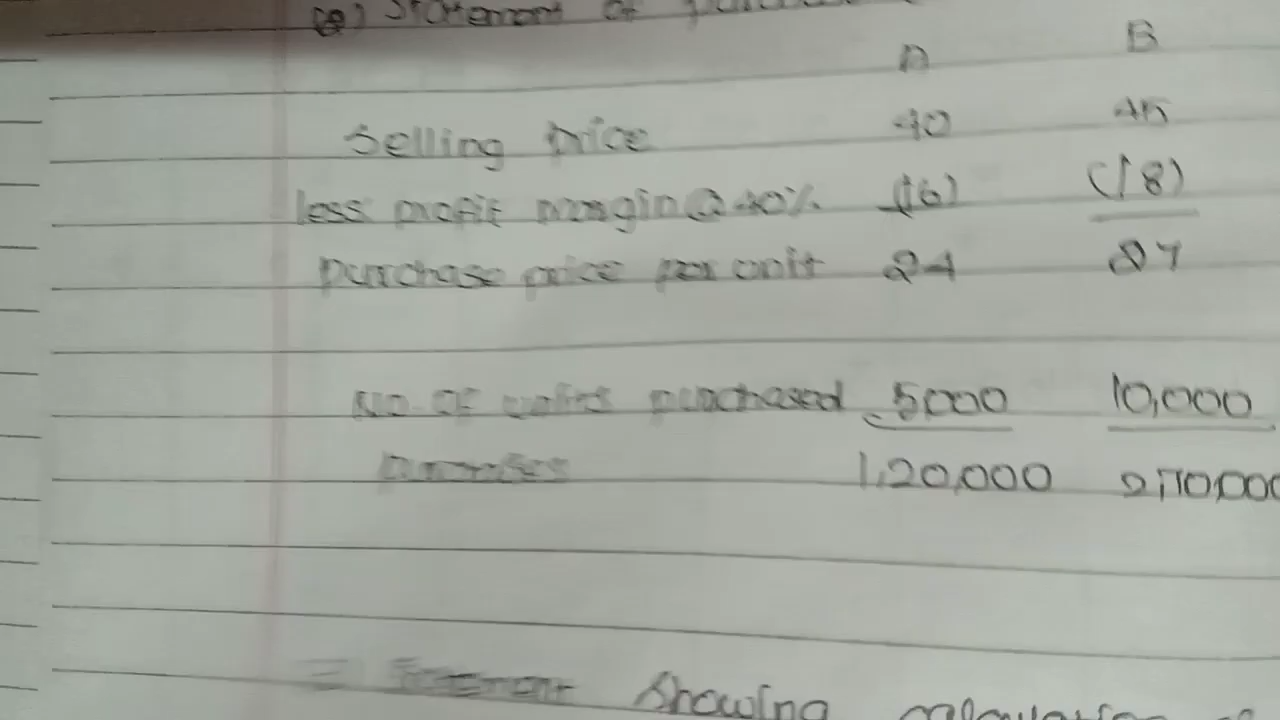 (e) Statement of
A B
Selling price 40 45
less profit margin @ 40% (16) (18)
purchase price per unit 24 27
No. of units purchased 5000 10,000
1,20,000 2,70,000
Showing